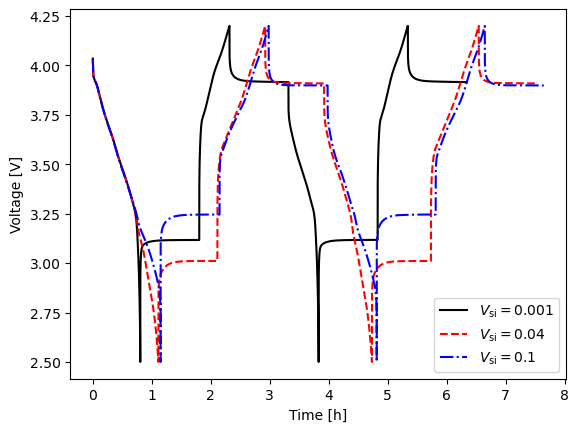 4.25
4.00
3.75
3.50
3.25
3.00
2.75
2.50
Voltage [V]
0 1 2 3 4 5 6 7 8
Time [h]
V_si = 0.001
V_si = 0.04
V_si = 0.1